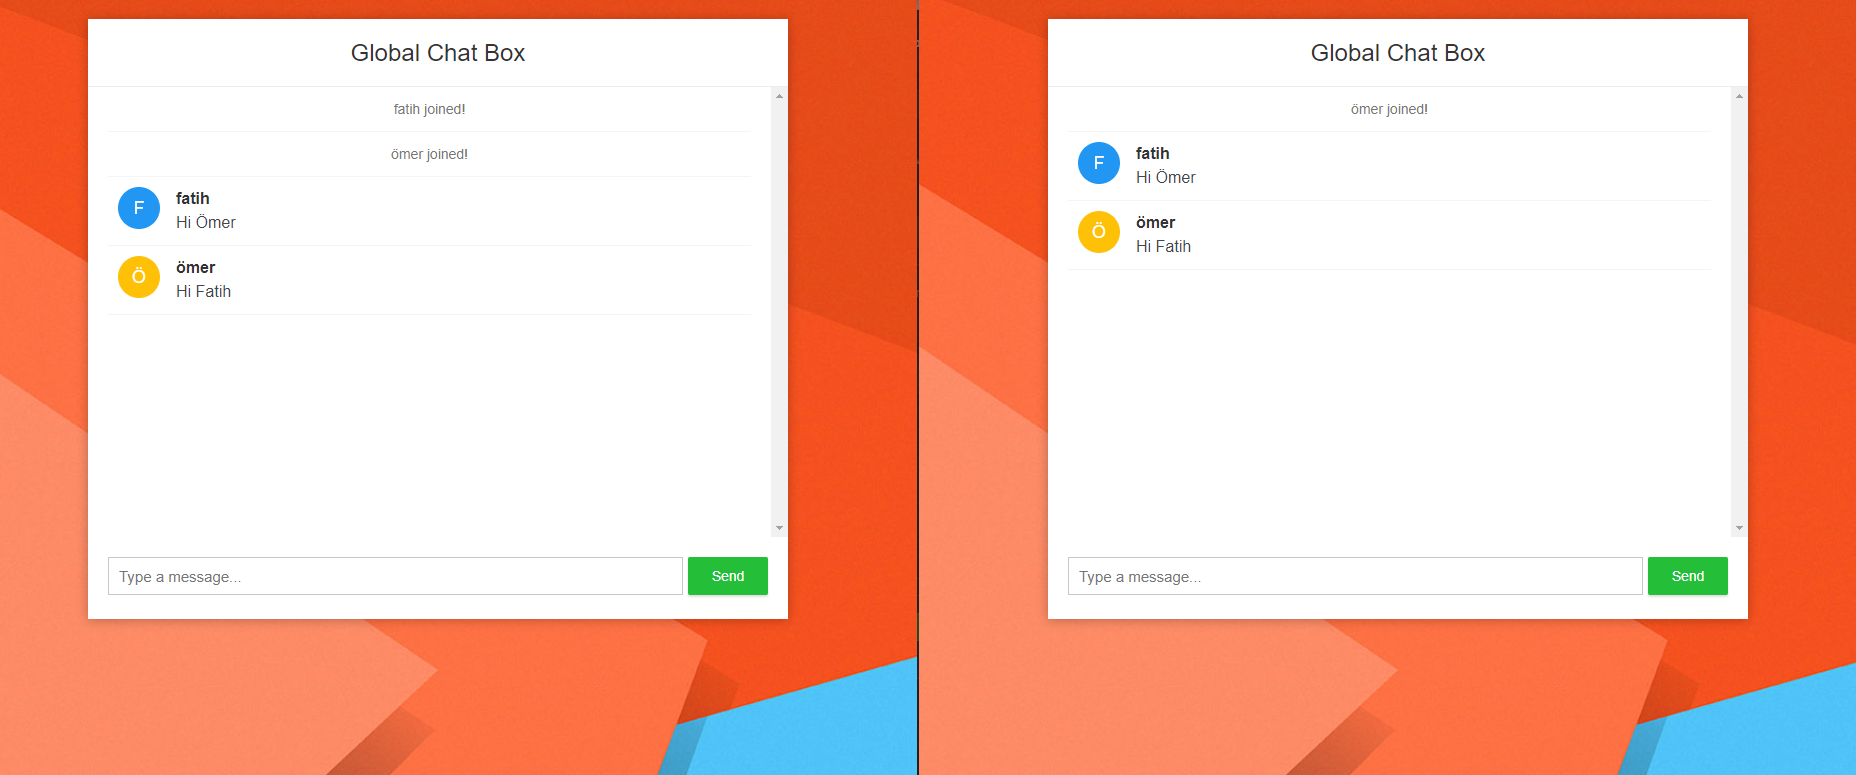 Global Chat Box
fatih joined!
ömer joined!
F
fatih
Hi Ömer
Ö
ömer
Hi Fatih
Type a message...
Send
Global Chat Box
ömer joined!
F
fatih
Hi Ömer
Ö
ömer
Hi Fatih
Type a message...
Send